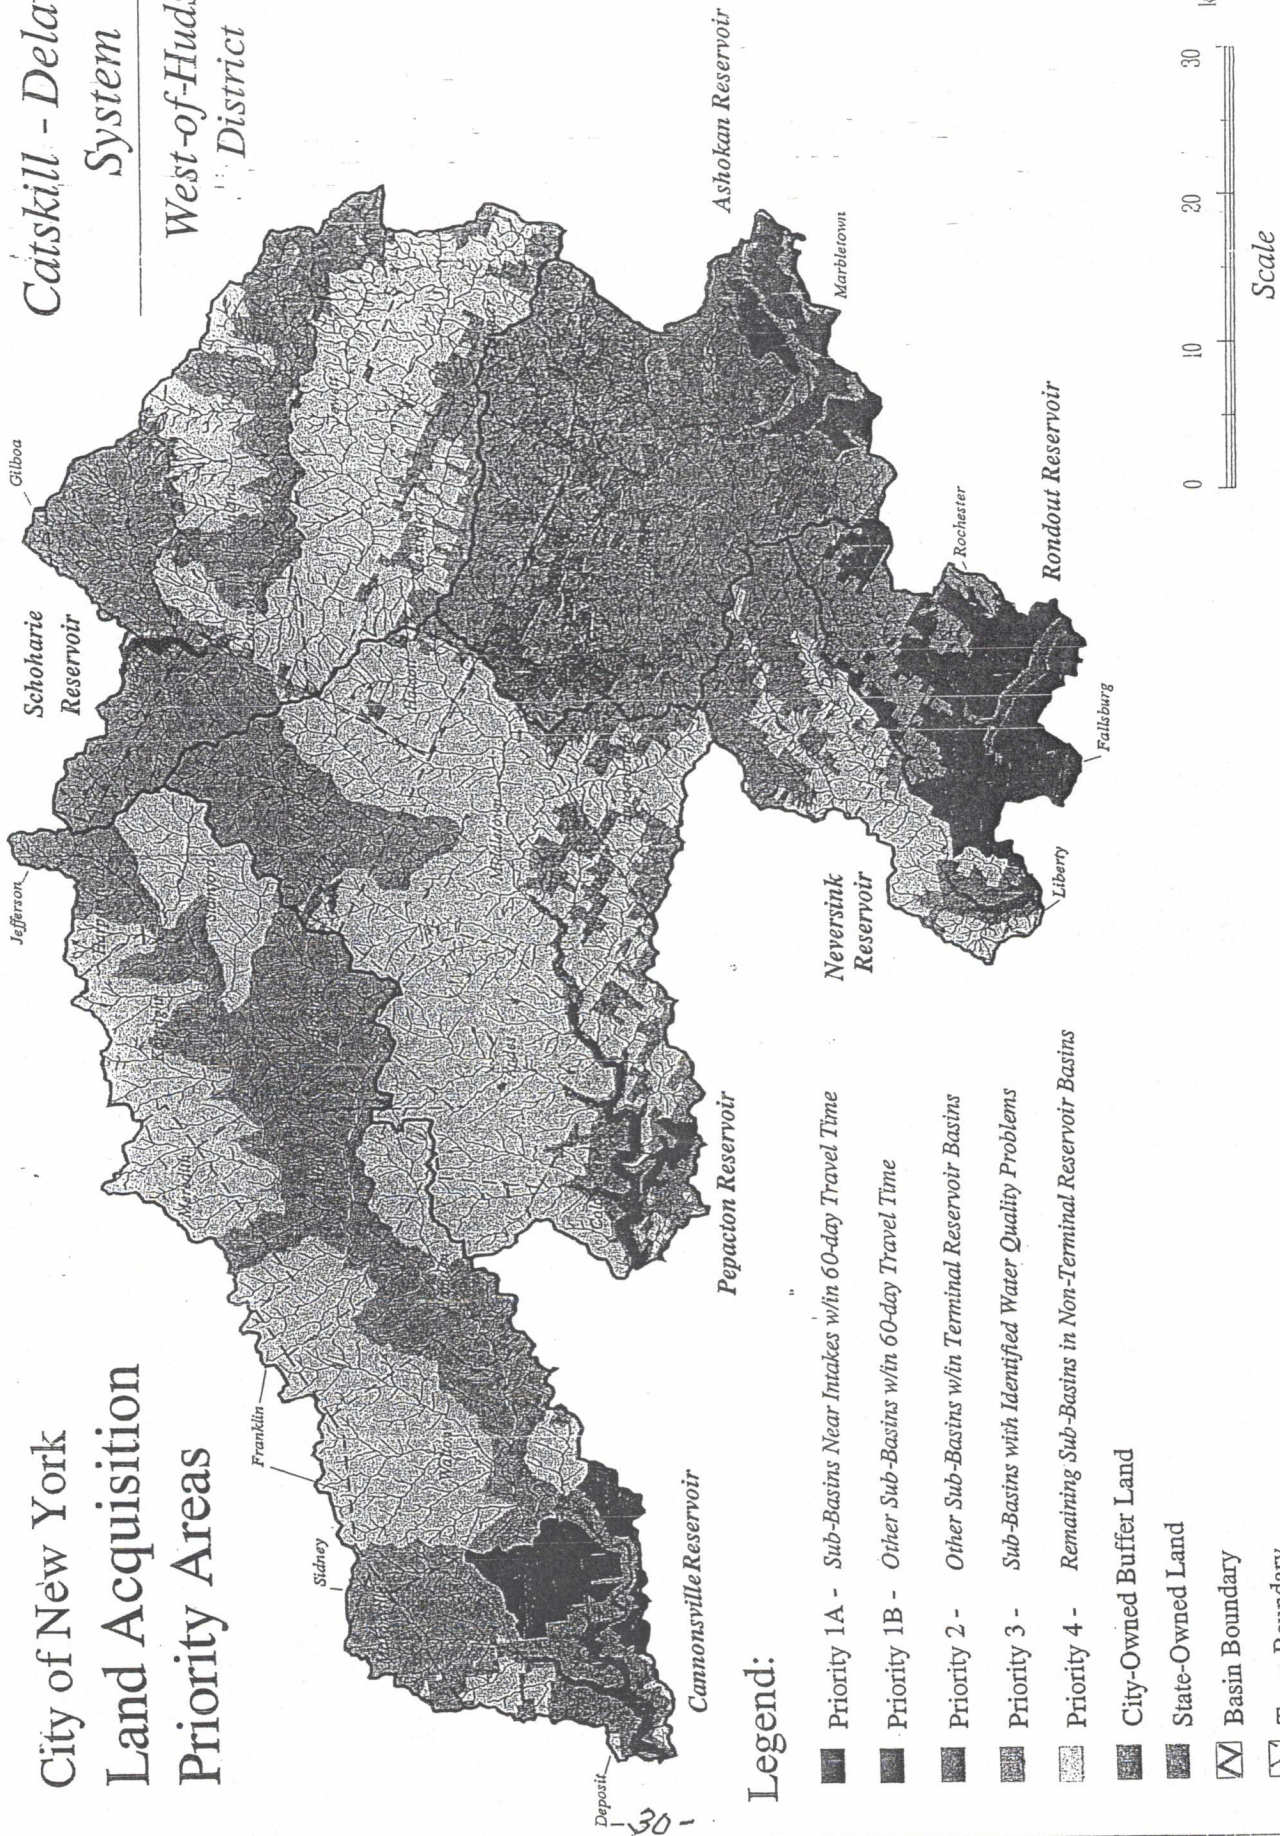 City of New York
Land Acquisition
Priority Areas
Catskill - Dela
System
West-of-Huds
District
Jefferson
Gilboa
Schoharie
Reservoir
Franklin
Sidney
Deposit
Cannonsville Reservoir
Pepacton Reservoir
Neversink
Reservoir
Liberty
Fallsburg
Rochester
Rondout Reservoir
Marbletown
Ashokan Reservoir
Walton
Middletown
Legend:
Priority 1A - Sub-Basins Near Intakes w/in 60-day Travel Time
Priority 1B - Other Sub-Basins w/in 60-day Travel Time
Priority 2 - Other Sub-Basins w/in Terminal Reservoir Basins
Priority 3 - Sub-Basins with Identified Water Quality Problems
Priority 4 - Remaining Sub-Basins in Non-Terminal Reservoir Basins
City-Owned Buffer Land
State-Owned Land
Basin Boundary
Boundary
0 10 20 30
Scale
-30-